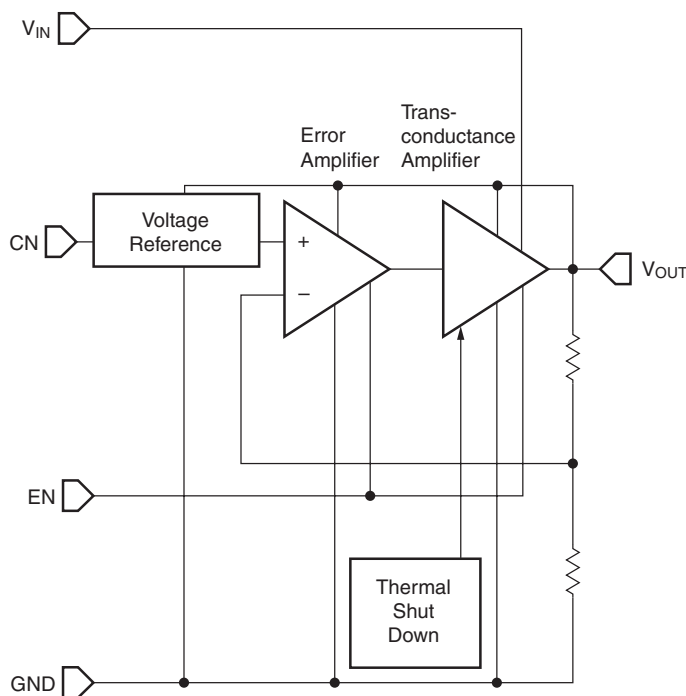 VIN
Trans-
conductance
Amplifier
Error
Amplifier
CN
Voltage
Reference
+
−
VOUT
EN
Thermal
Shut
Down
GND